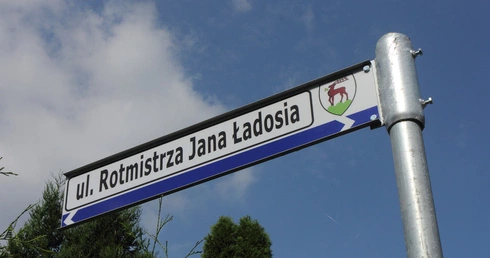 ul. Rotmistrza Jana Ładosia